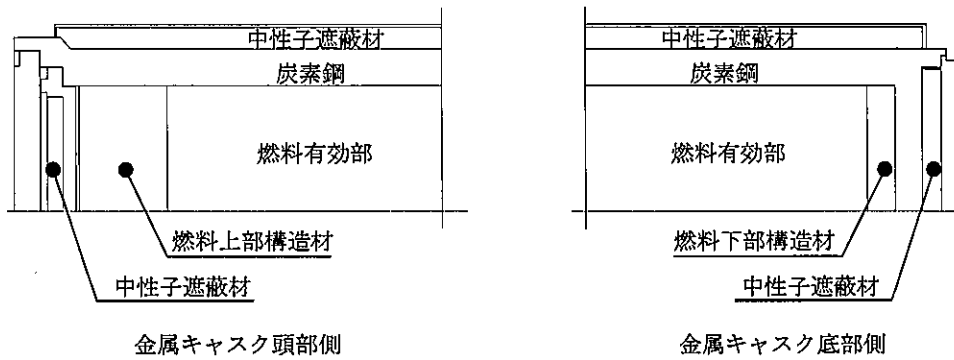 中性子遮蔽材
炭素鋼
燃料有効部
燃料上部構造材
中性子遮蔽材
金属キャスク頭部側
中性子遮蔽材
炭素鋼
燃料有効部
燃料下部構造材
中性子遮蔽材
金属キャスク底部側